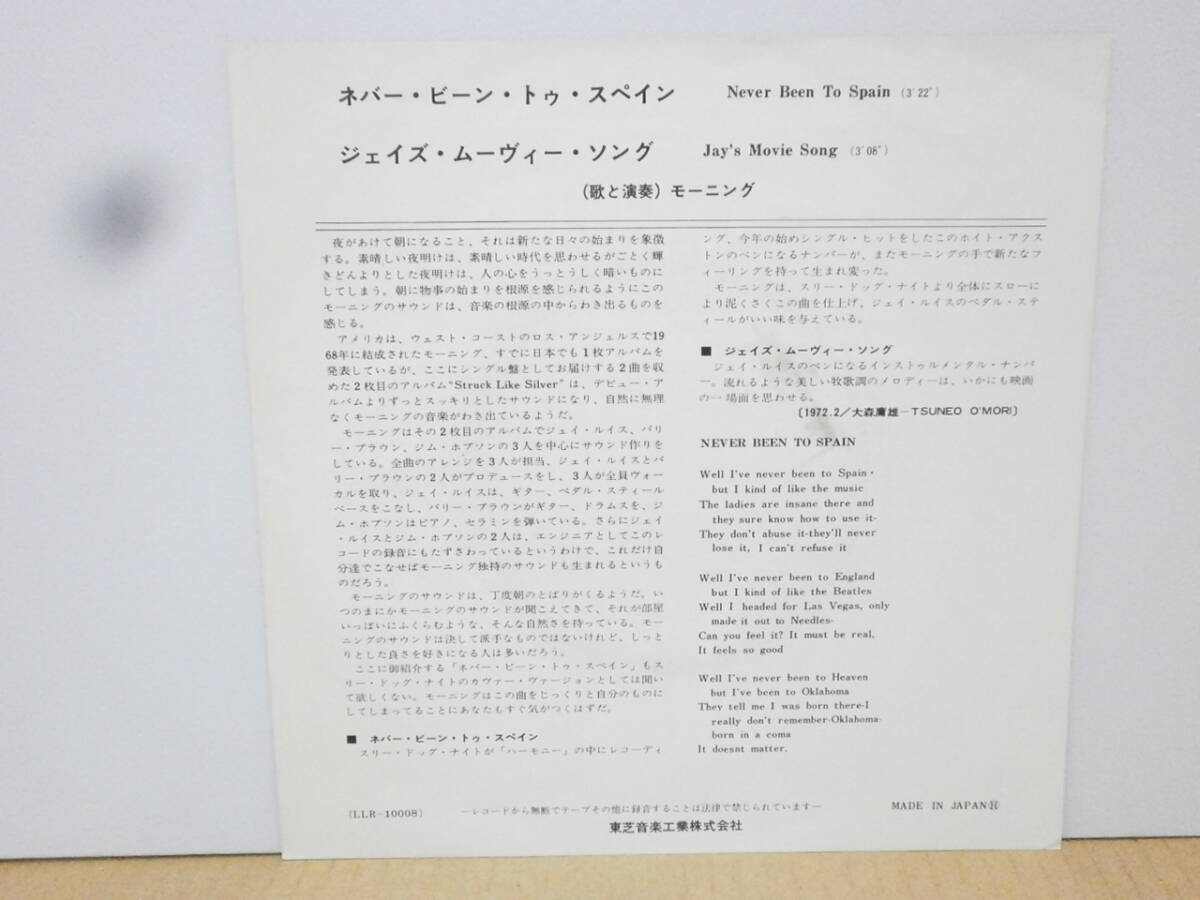 ネバー・ビーン・トゥ・スペイン Never Been To Spain (3′22″)
ジェイズ・ムーヴィー・ソング Jay's Movie Song (3′08″)
(歌と演奏) モーニング
夜があけて朝になること、それは新たな日々の始まりを象徴
する。素晴しい夜明けは、素晴しい時代を思わせるがごとく輝
きどんよりとした夜明けは、人の心をうっとうしく暗いものに
してしまう。朝に物事の始まりを根源を感じられるようにこの
モーニングのサウンドは、音楽の根源の中からわき出るものを
感じる。
アメリカは、ウェスト・コーストのロス・アンジェルスで19
68年に結成されたモーニング、すでに日本でも1枚アルバムを
発表しているが、ここにシングル盤としてお届けする2曲を収
めた2枚目のアルバム"Struck Like Silver"は、デビュー・ア
ルバムよりずっとスッキリとしたサウンドになり、自然に無理
なくモーニングの音楽がわき出ているようだ。
モーニングはその2枚目のアルバムでジェイ・ルイス、バリ
ー・ブラウン、ジム・ホブソンの3人を中心にサウンド作りを
している。全曲のアレンジを3人が担当、ジェイ・ルイスとバ
リー・ブラウンの2人がプロデュースをし、3人が全員ヴォー
カルを取り、ジェイ・ルイスは、ギター、ペダル・スティール
ベースをこなし、バリー・ブラウンがギター、ドラムスを、ジ
ム・ホブソンはピアノ、セラミンを弾いている。さらにジェイ
・ルイスとジム・ホブソンの2人は、エンジニアとしてこのレ
コードの録音にもたずさわっているというわけで、これだけ自
分達でこなせばモーニング独持のサウンドも生まれるというも
のだろう。
モーニングのサウンドは、丁度朝のとばりがくるようだ。い
つのまにかモーニングのサウンドが聞こえてきて、それが部屋
いっぱいにふくらむような、そんな自然さを持っている。モー
ニングのサウンドは決して派手なものではないけれど、しっと
りとした良さを好きになる人は多いだろう。
ここに御紹介する「ネバー・ビーン・トゥ・スペイン」もス
リー・ドッグ・ナイトのカヴァー・ヴァージョンとしては聞い
て欲しくない。モーニングはこの曲をじっくりと自分のものに
してしまってることにあなたもすぐ気がつくはずだ。
■ ネバー・ビーン・トゥ・スペイン
スリー・ドッグ・ナイトが「ハーモニー」の中にレコーディ
ング、今年の始めシングル・ヒットをしたこのホイト・アクス
トンのペンになるナンバーが、またモーニングの手で新たなフ
ィーリングを持って生まれ変った。
モーニングは、スリー・ドッグ・ナイトより全体にスローに
より泥くさくこの曲を仕上げ、ジェイ・ルイスのペダル・ステ
ィールがいい味を与えている。
■ ジェイズ・ムーヴィー・ソング
ジェイ・ルイスのペンになるインストゥルメンタル・ナンバ
ー。流れるような美しい牧歌調のメロディーは、いかにも映画
の一場面を思わせる。
〔1972.2/大森庸雄－TSUNEO O'MORI〕
NEVER BEEN TO SPAIN
Well I've never been to Spain·
but I kind of like the music
The ladies are insane there and
they sure know how to use it-
They don't abuse it-they'll never
lose it, I can't refuse it
Well I've never been to England
but I kind of like the Beatles
Well I headed for Las Vegas, only
made it out to Needles-
Can you feel it? It must be real,
It feels so good
Well I've never been to Heaven
but I've been to Oklahoma
They tell me I was born there-I
really don't remember-Oklahoma-
born in a coma
It doesnt matter.
(LLR-10008) ―レコードから無断でテープその他に録音することは法律で禁じられています― MADE IN JAPANⒽ
東芝音楽工業株式会社